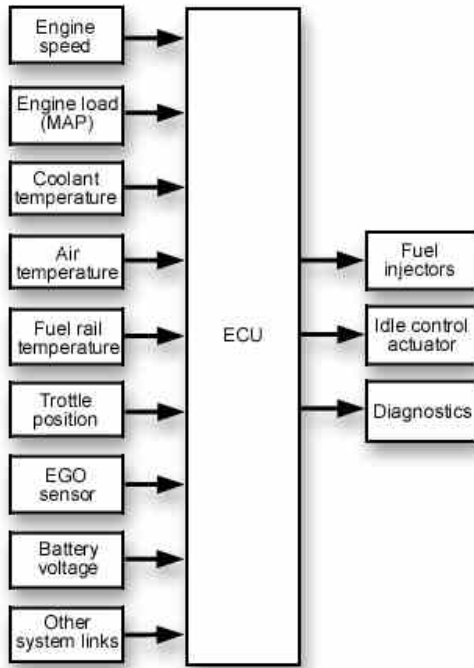 Engine
speed
Engine load
(MAP)
Coolant
temperature
Air
temperature
Fuel rail
temperature
Trottle
position
EGO
sensor
Battery
voltage
Other
system links
ECU
Fuel
injectors
Idle control
actuator
Diagnostics